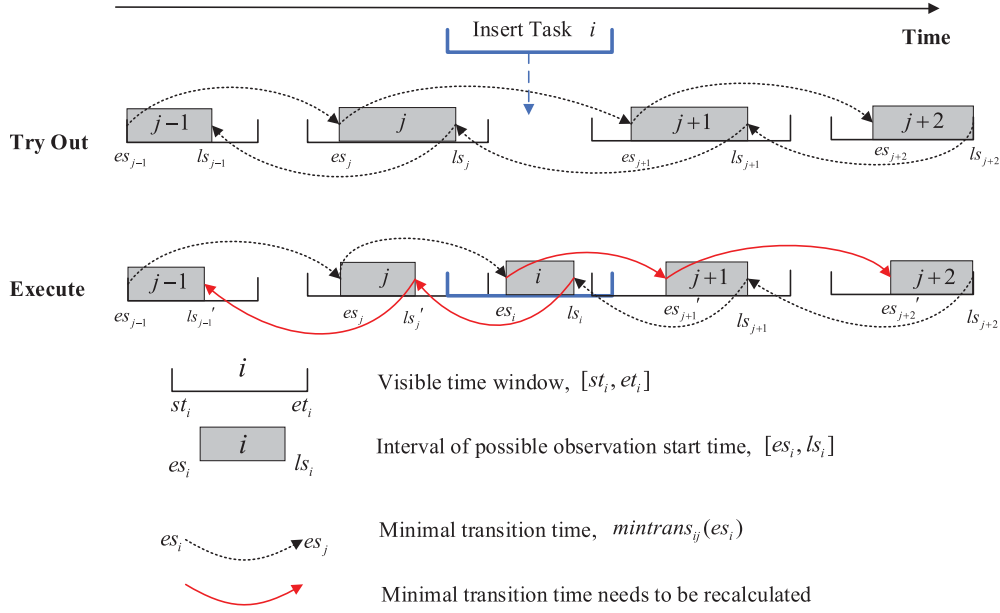 Insert Task i
Time
Try Out
j−1 j j+1 j+2
es_{j−1} ls_{j−1} es_j ls_j es_{j+1} ls_{j+1} es_{j+2} ls_{j+2}
Execute
j−1 j i j+1 j+2
es_{j−1} ls_{j−1}' es_j ls_j' es_i ls_i es_{j+1}' ls_{j+1} es_{j+2}' ls_{j+2}
i
st_i et_i
Visible time window, [st_i, et_i]
i
es_i ls_i
Interval of possible observation start time, [es_i, ls_i]
es_i es_j
Minimal transition time, mintrans_{ij}(es_i)
Minimal transition time needs to be recalculated